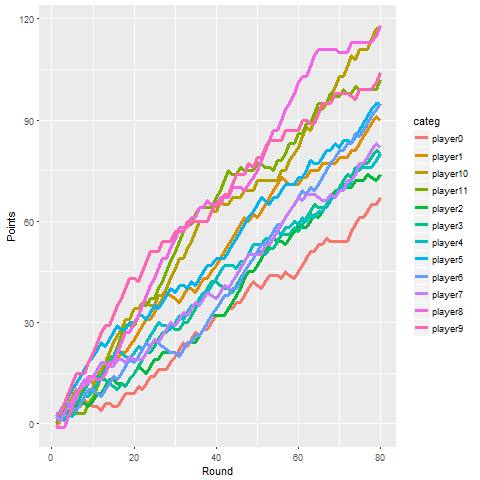 120
90
60
30
0
Points
0 20 40 60 80
Round
categ
player0
player1
player10
player11
player2
player3
player4
player5
player6
player7
player8
player9